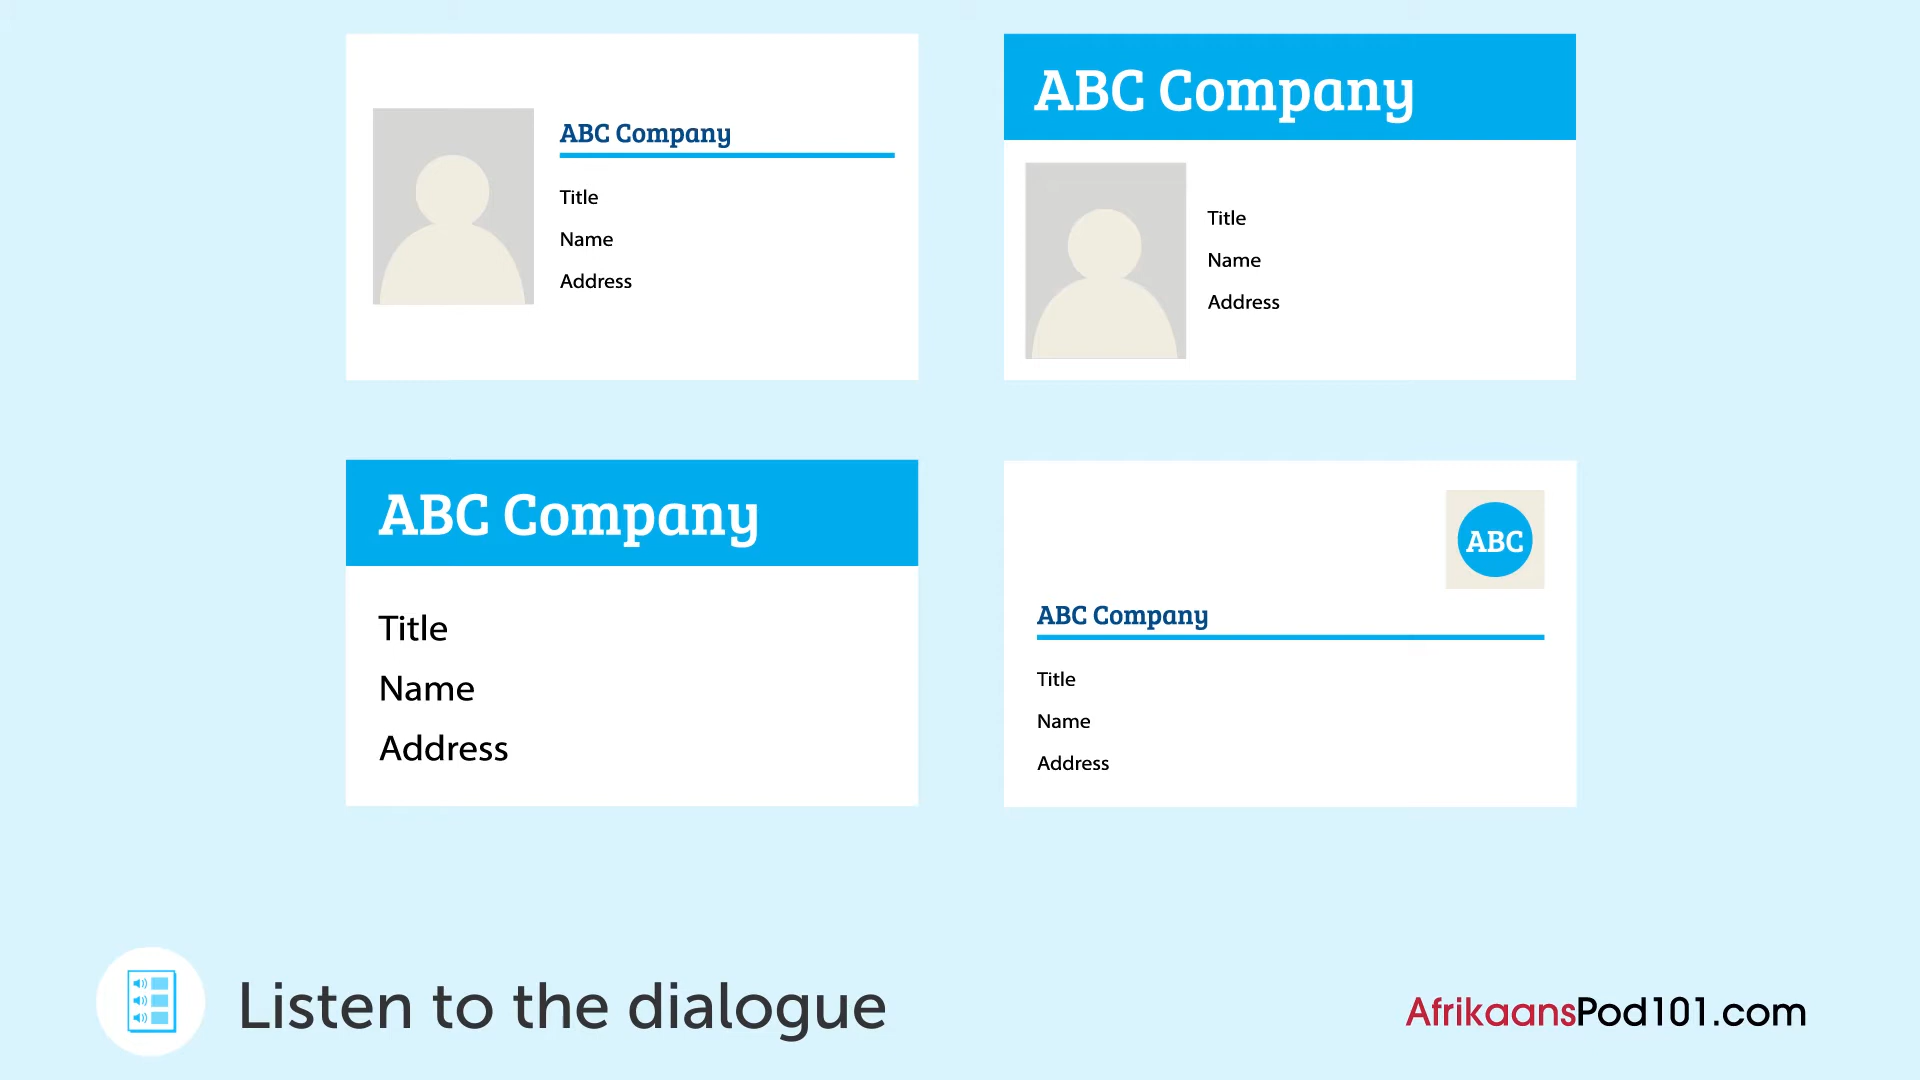 ABC Company
Title
Name
Address
ABC Company
Title
Name
Address
ABC Company
Title
Name
Address
ABC
ABC Company
Title
Name
Address
Listen to the dialogue
AfrikaansPod101.com